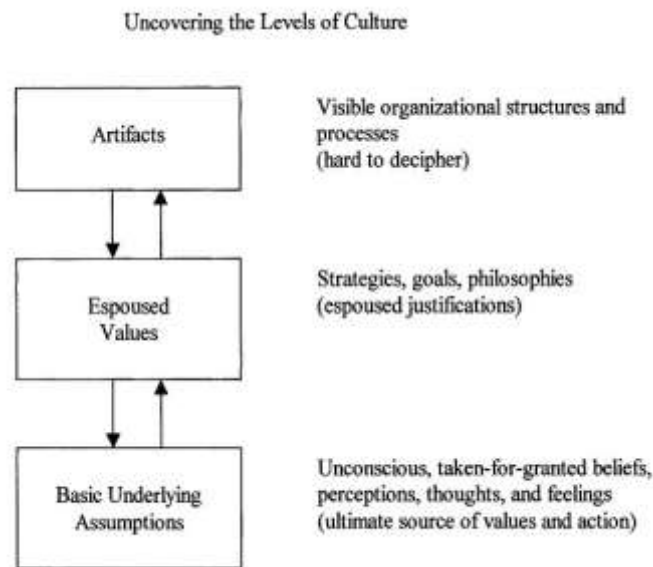 Uncovering the Levels of Culture
Artifacts
Visible organizational structures and
processes
(hard to decipher)
Espoused
Values
Strategies, goals, philosophies
(espoused justifications)
Basic Underlying
Assumptions
Unconscious, taken-for-granted beliefs,
perceptions, thoughts, and feelings
(ultimate source of values and action)